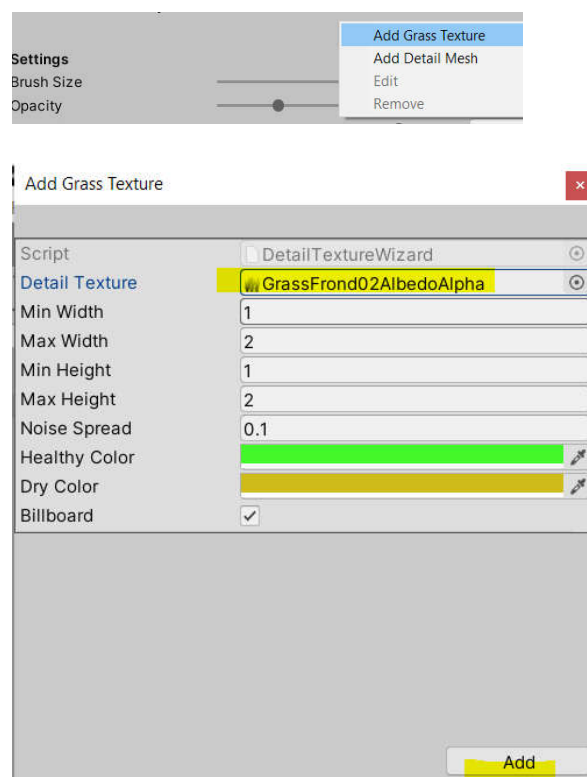 Add Grass Texture
Settings
Add Detail Mesh
Brush Size
Edit
Opacity
Remove
Add Grass Texture
Script DetailTextureWizard
Detail Texture GrassFrond02AlbedoAlpha
Min Width 1
Max Width 2
Min Height 1
Max Height 2
Noise Spread 0.1
Healthy Color
Dry Color
Billboard
Add